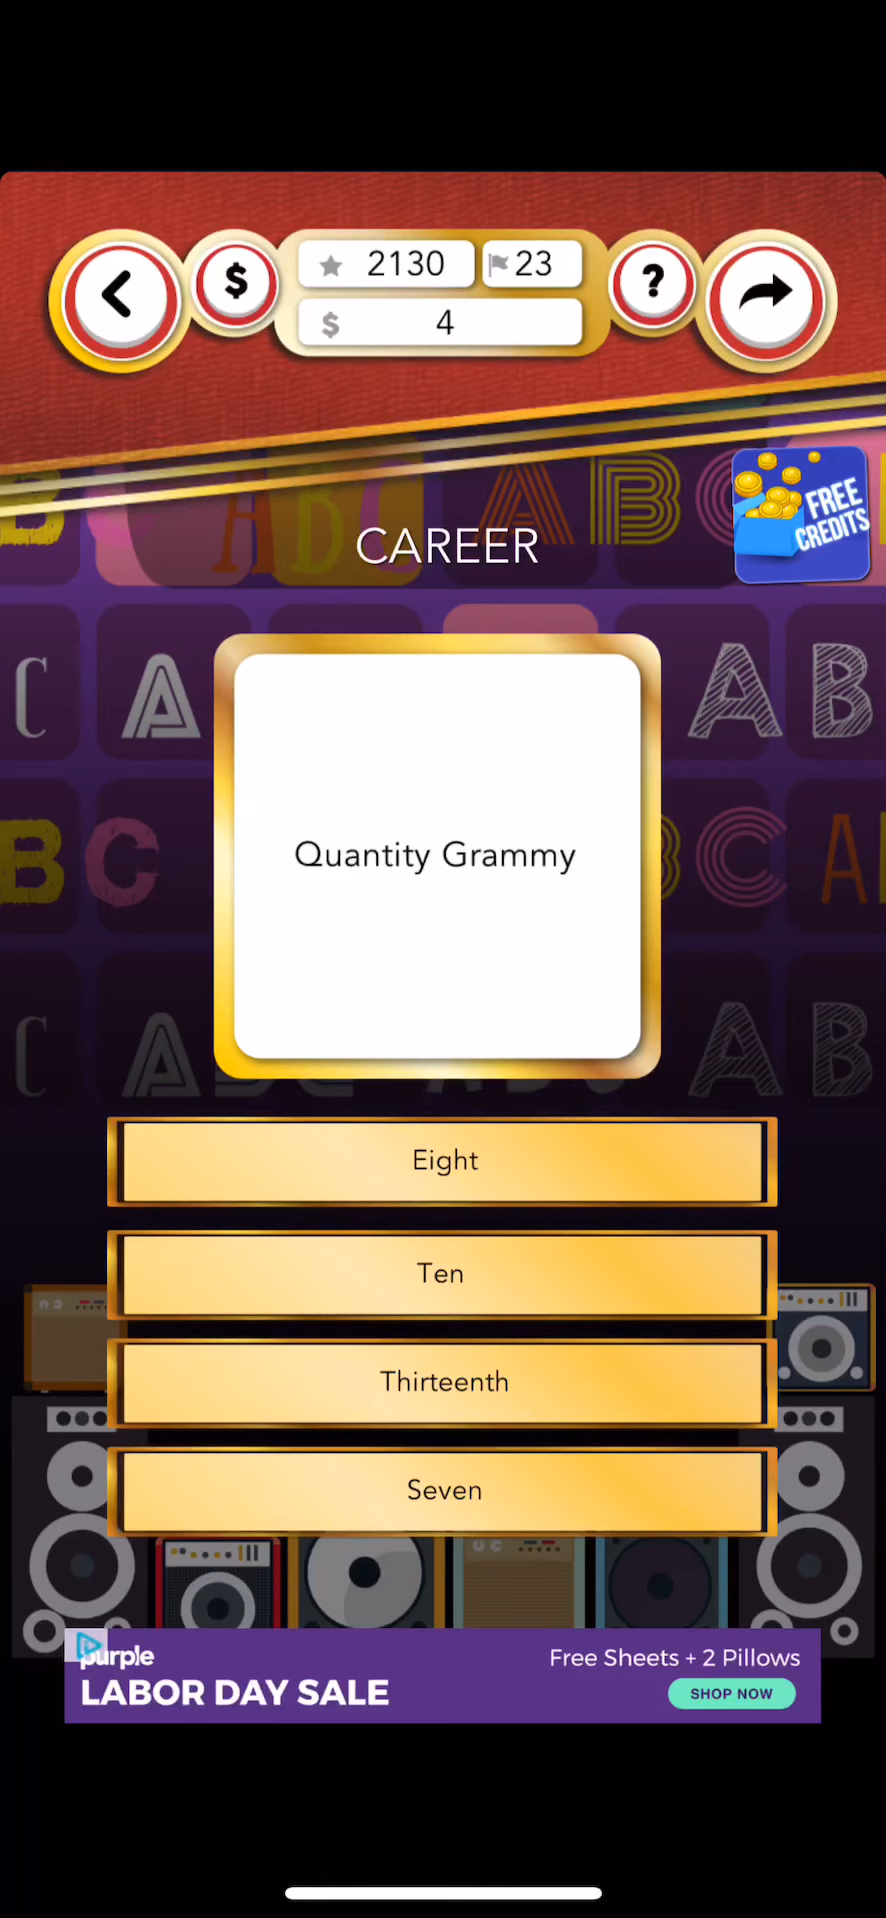 $
2130
23
?
$
4
FREE
CREDITS
B
ABC
A
B
C
CAREER
C
A
A
B
Quantity Grammy
B
C
C
A
C
A
A
B
Eight
Ten
Thirteenth
Seven
purple
LABOR DAY SALE
Free Sheets + 2 Pillows
SHOP NOW